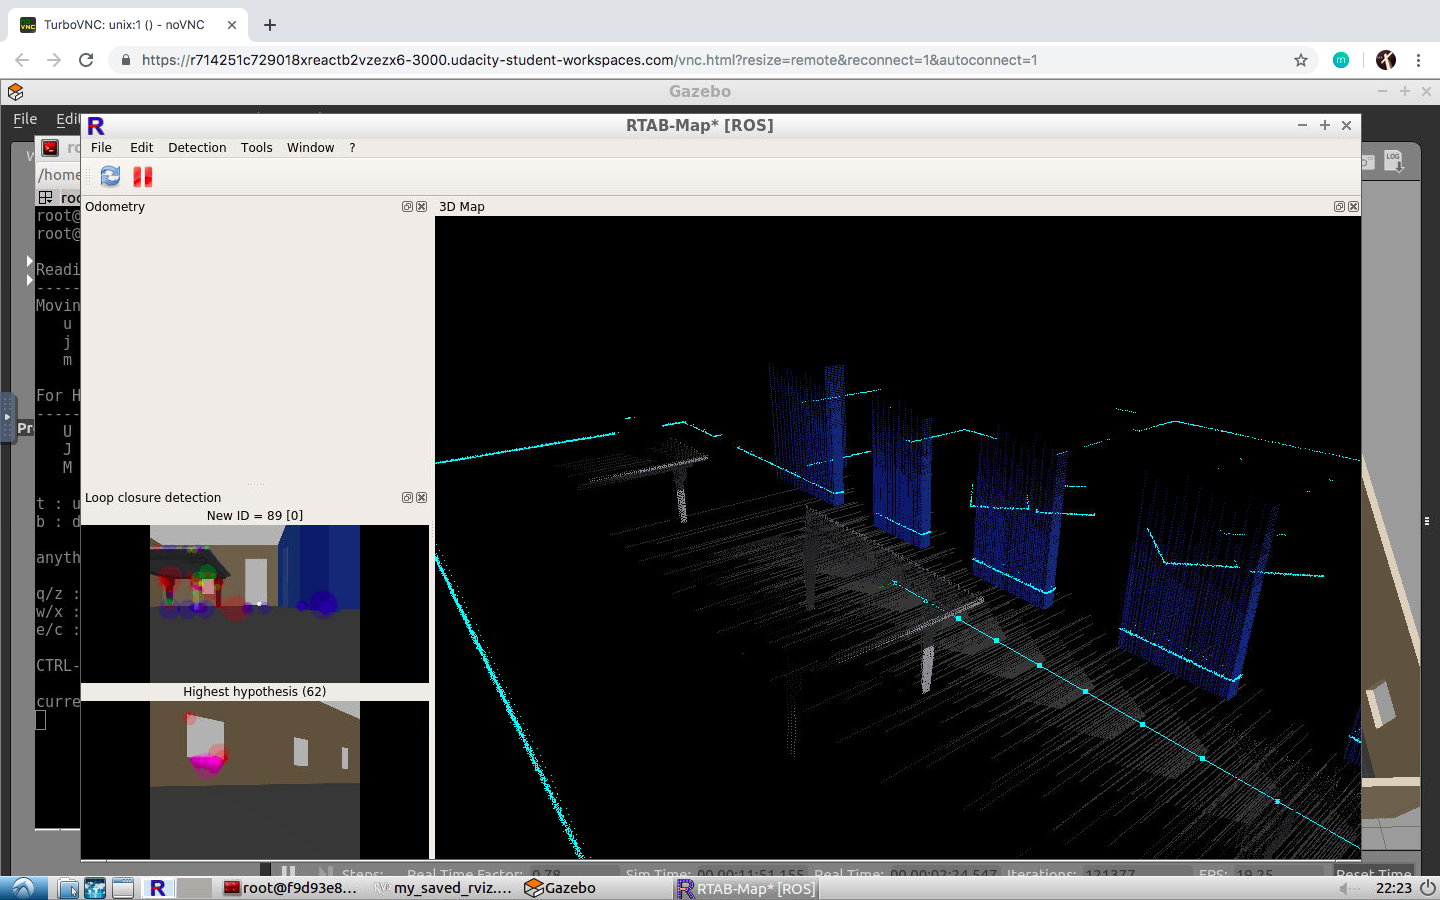 TurboVNC: unix:1 () - noVNC
https://r714251c729018xreactb2vzezx6-3000.udacity-student-workspaces.com/vnc.html?resize=remote&reconnect=1&autoconnect=1
m
Gazebo
File
RTAB-Map* [ROS]
File Edit Detection Tools Window ?
LOG
/home
Odometry
3D Map
root@
root@
Readi
-----
Movin
u
j
m
For H
-----
U
J
M
t : u
b : d
anyth
q/z :
w/x :
e/c :
CTRL-
curre
Loop closure detection
New ID = 89 [0]
Highest hypothesis (62)
Steps: Real Time Factor: 0.78 Sim Time: 00 00:11:51.155 Real Time: 00 00:02:24.547 Iterations: 121377 FPS: 19.25 Reset Time
root@f9d93e8... my_saved_rviz.... Gazebo RTAB-Map* [ROS] 22:23